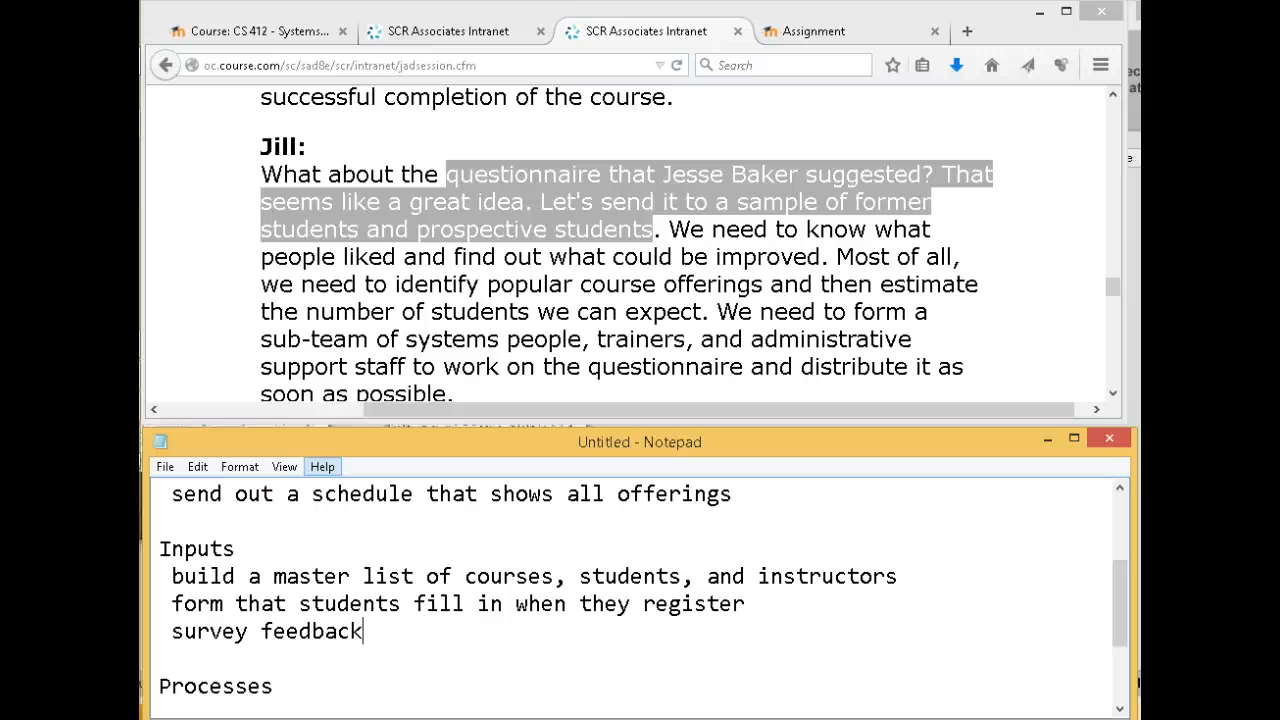 Course: CS 412 - Systems...
SCR Associates Intranet
SCR Associates Intranet
Assignment
oc.course.com/sc/sad8e/scr/intranet/jadsession.cfm
Search
successful completion of the course.
Jill:
What about the questionnaire that Jesse Baker suggested? That
seems like a great idea. Let's send it to a sample of former
students and prospective students. We need to know what
people liked and find out what could be improved. Most of all,
we need to identify popular course offerings and then estimate
the number of students we can expect. We need to form a
sub-team of systems people, trainers, and administrative
support staff to work on the questionnaire and distribute it as
soon as possible.
Untitled - Notepad
File Edit Format View Help
send out a schedule that shows all offerings
Inputs
build a master list of courses, students, and instructors
form that students fill in when they register
survey feedback
Processes